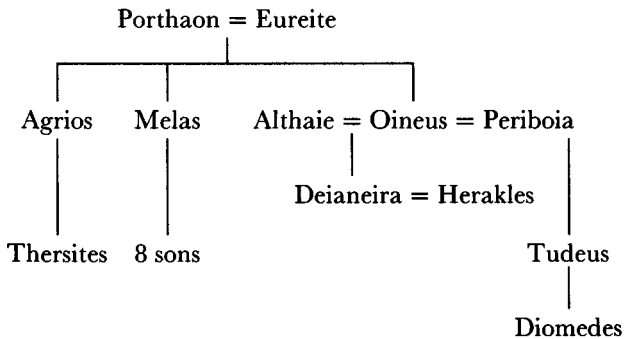 Porthaon = Eureite
Agrios Melas Althaie = Oineus = Periboia
Deianeira = Herakles
Thersites 8 sons Tudeus
Diomedes